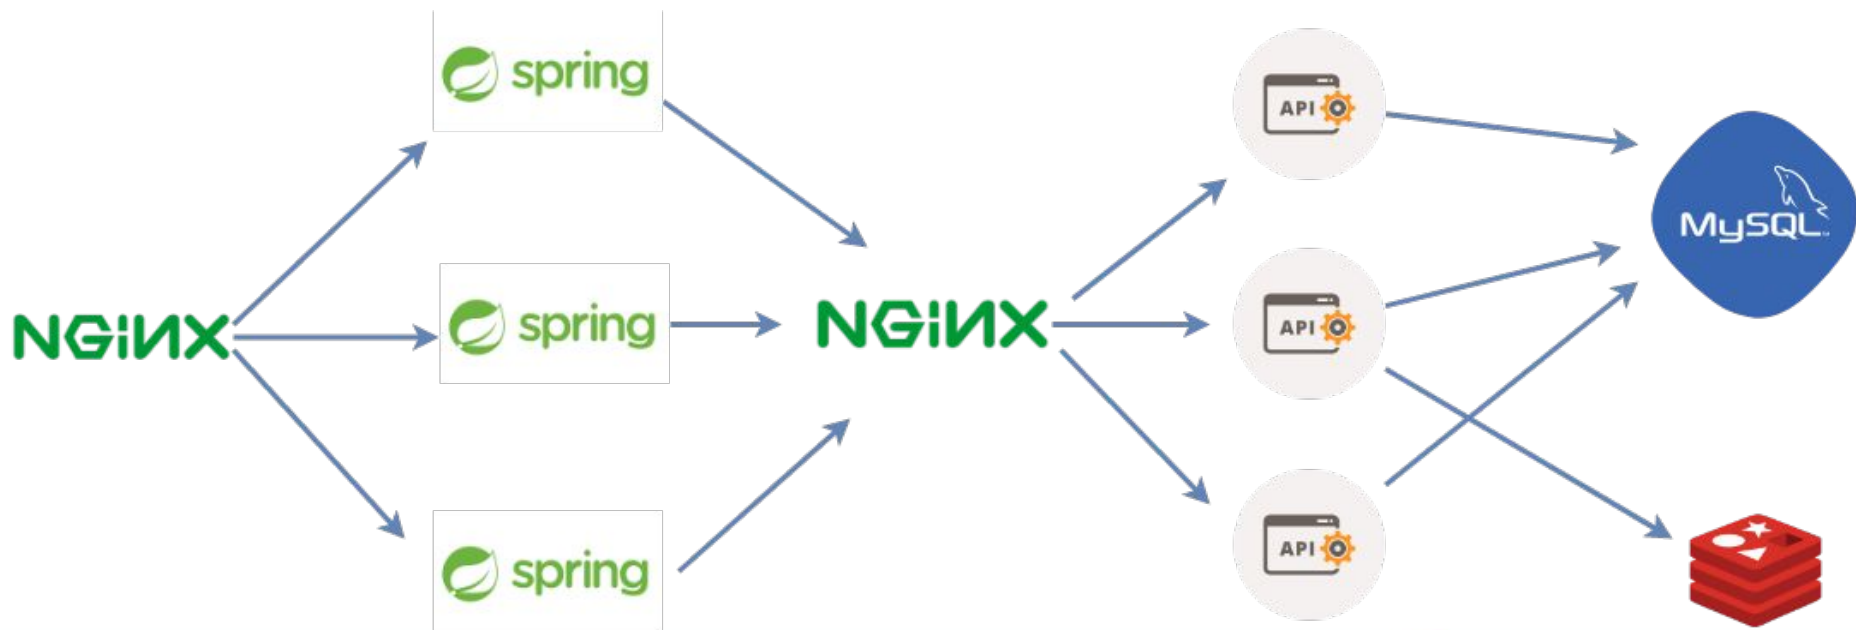 spring
API
NGiNX
spring
NGiNX
API
MySQL
spring
API